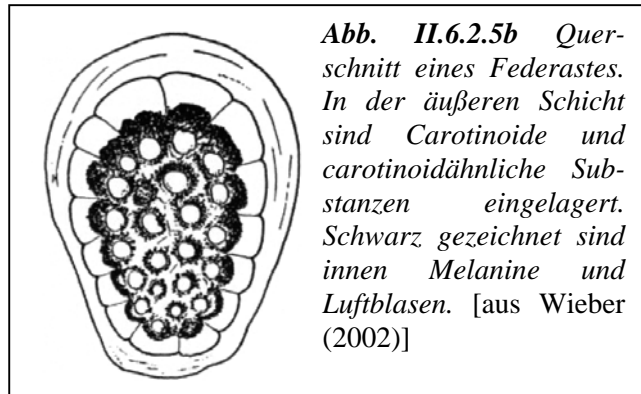 Abb. II.6.2.5b Quer-
schnitt eines Federastes.
In der äußeren Schicht
sind Carotinoide und
carotinoidähnliche Sub-
stanzen eingelagert.
Schwarz gezeichnet sind
innen Melanine und
Luftblasen. [aus Wieber
(2002)]